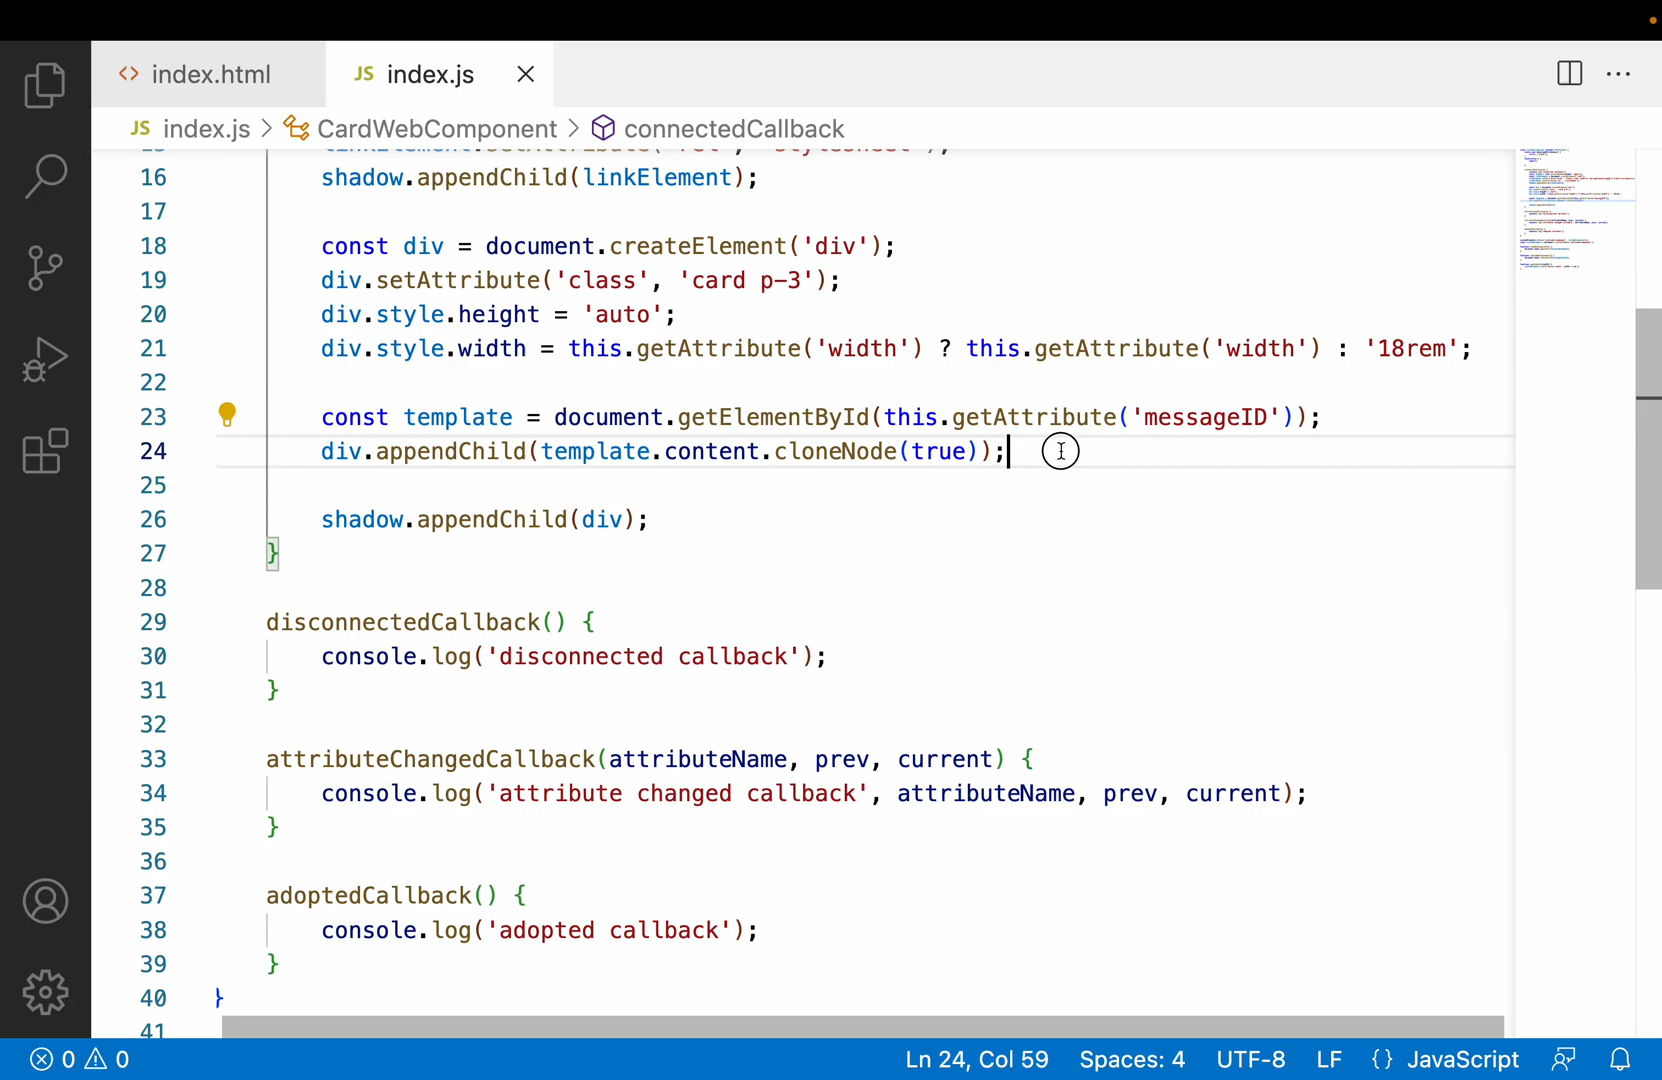 index.html
JS index.js
JS index.js > CardWebComponent > connectedCallback
16 shadow.appendChild(linkElement);
17
18 const div = document.createElement('div');
19 div.setAttribute('class', 'card p-3');
20 div.style.height = 'auto';
21 div.style.width = this.getAttribute('width') ? this.getAttribute('width') : '18rem';
22
23 const template = document.getElementById(this.getAttribute('messageID'));
24 div.appendChild(template.content.cloneNode(true));
25
26 shadow.appendChild(div);
27 }
28
29 disconnectedCallback() {
30 console.log('disconnected callback');
31 }
32
33 attributeChangedCallback(attributeName, prev, current) {
34 console.log('attribute changed callback', attributeName, prev, current);
35 }
36
37 adoptedCallback() {
38 console.log('adopted callback');
39 }
40 }
41
0 0 Ln 24, Col 59 Spaces: 4 UTF-8 LF {} JavaScript